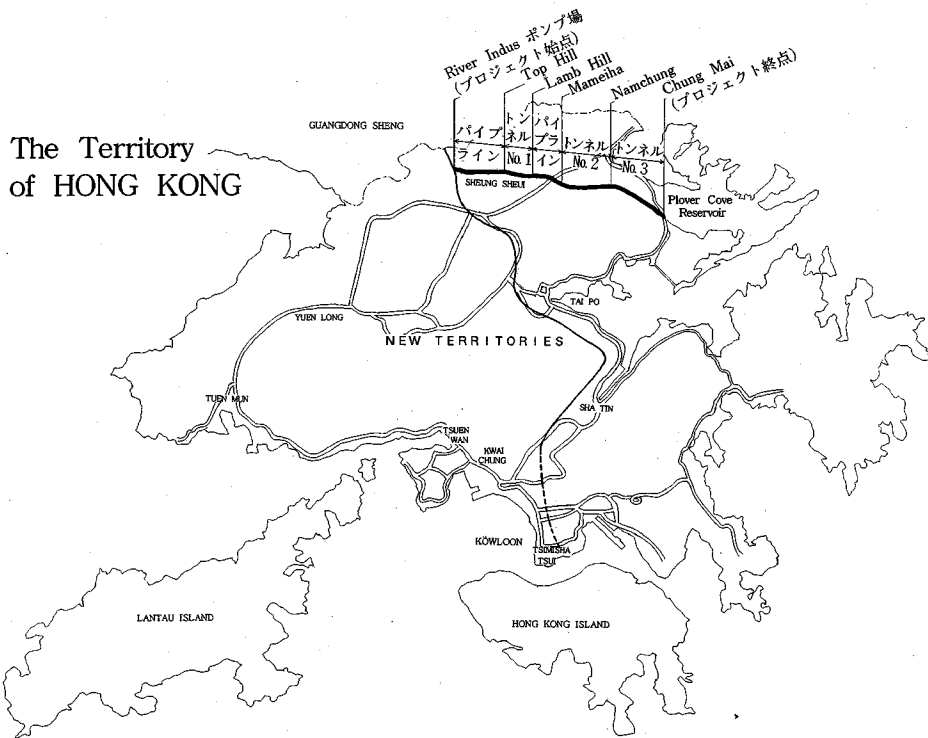 The Territory
of HONG KONG
River Indus ポンプ場
(プロジェクト始点)
Top Hill
Lamb Hill
Mameiha
Namchung
Chung Mai
(プロジェクト終点)
パイプ
ライン
トン
ネル
No. 1
パイ
プラ
イン
トンネル
No. 2
トンネル
No. 3
GUANGDONG SHENG
SHEUNG SHEUI
Plover Cove
Reservoir
TAI PO
YUEN LONG
NEW TERRITORIES
TUEN MUN
SHA TIN
TSUEN
WAN
KWAI
CHUNG
KOWLOON
TSIMISHA
TSUI
LANTAU ISLAND
HONG KONG ISLAND